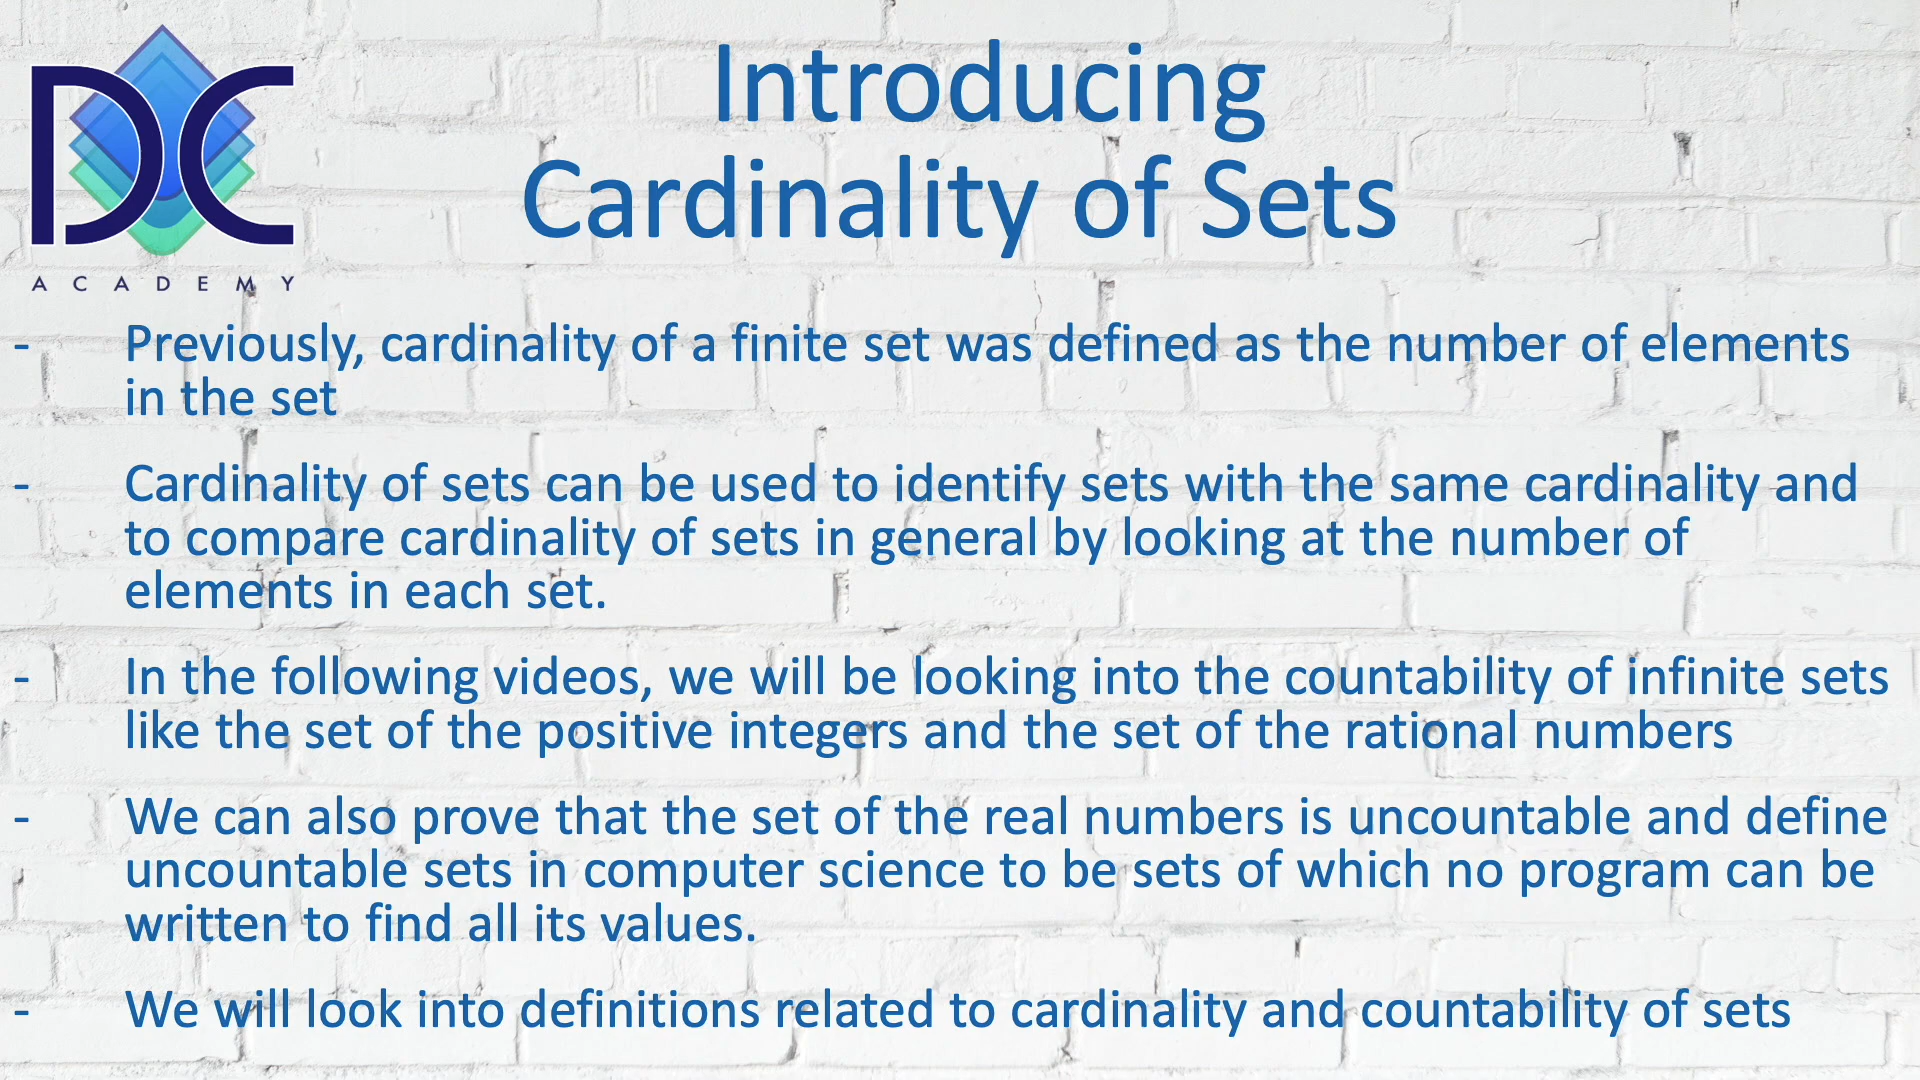 DC
ACADEMY
Introducing
Cardinality of Sets
- Previously, cardinality of a finite set was defined as the number of elements
in the set
- Cardinality of sets can be used to identify sets with the same cardinality and
to compare cardinality of sets in general by looking at the number of
elements in each set.
- In the following videos, we will be looking into the countability of infinite sets
like the set of the positive integers and the set of the rational numbers
- We can also prove that the set of the real numbers is uncountable and define
uncountable sets in computer science to be sets of which no program can be
written to find all its values.
- We will look into definitions related to cardinality and countability of sets